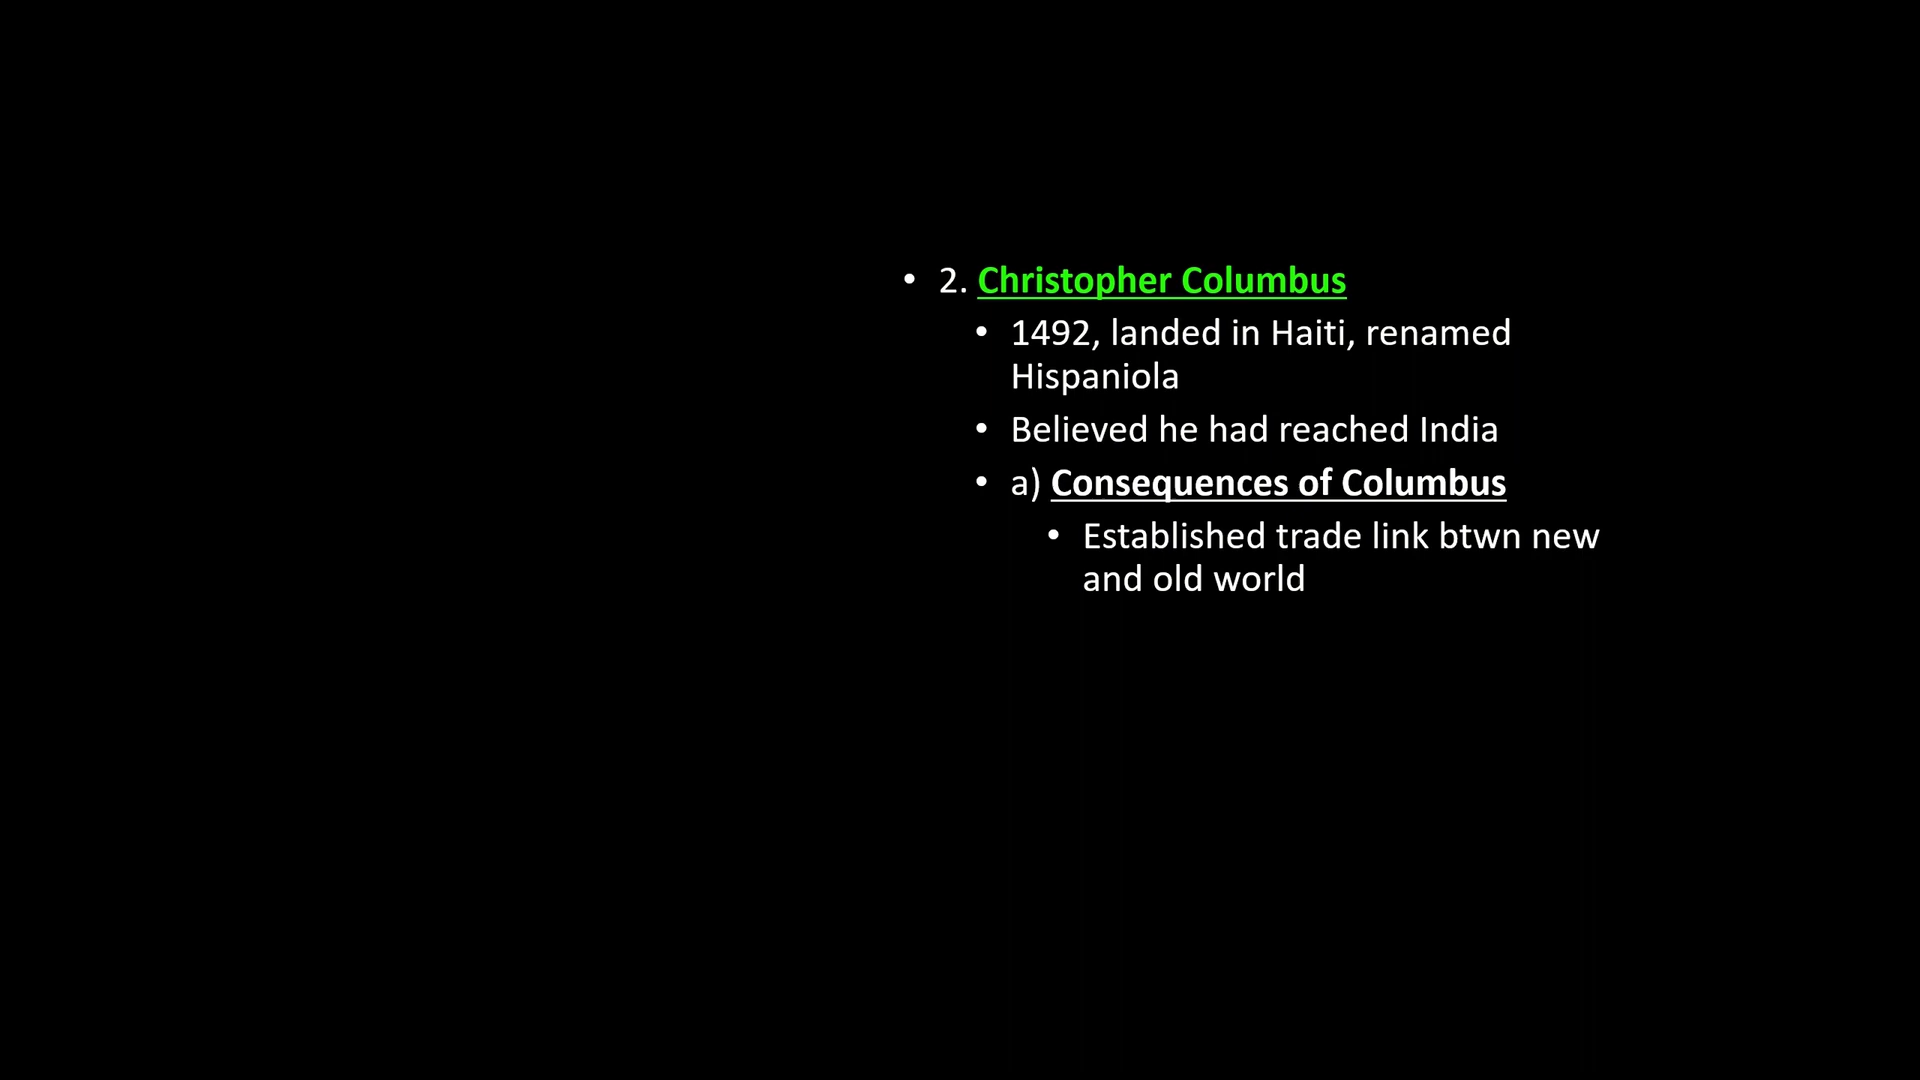 • 2. Christopher Columbus
• 1492, landed in Haiti, renamed
Hispaniola
• Believed he had reached India
• a) Consequences of Columbus
• Established trade link btwn new
and old world